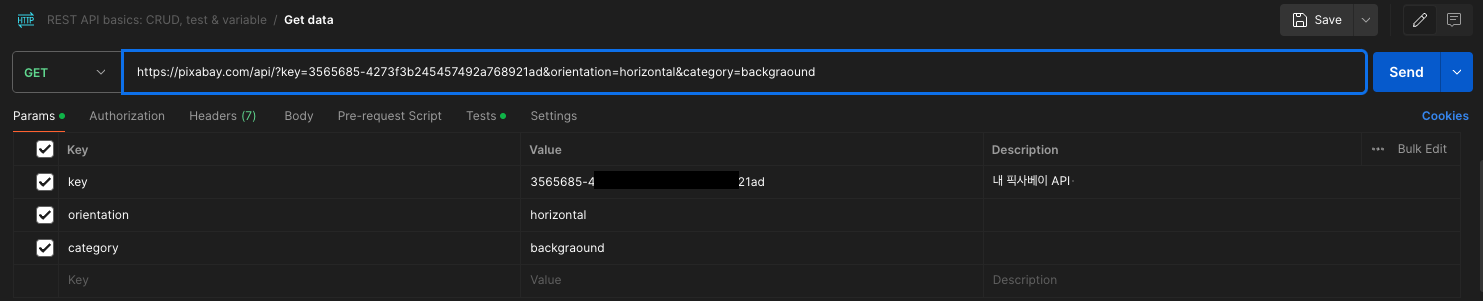 HTTP REST API basics: CRUD, test & variable / Get data Save
GET https://pixabay.com/api/?key=3565685-4273f3b245457492a768921ad&orientation=horizontal&category=backgraound Send
Params Authorization Headers (7) Body Pre-request Script Tests Settings Cookies
Key Value Description Bulk Edit
key 3565685-4 21ad 내 픽사베이 API
orientation horizontal
category backgraound
Key Value Description